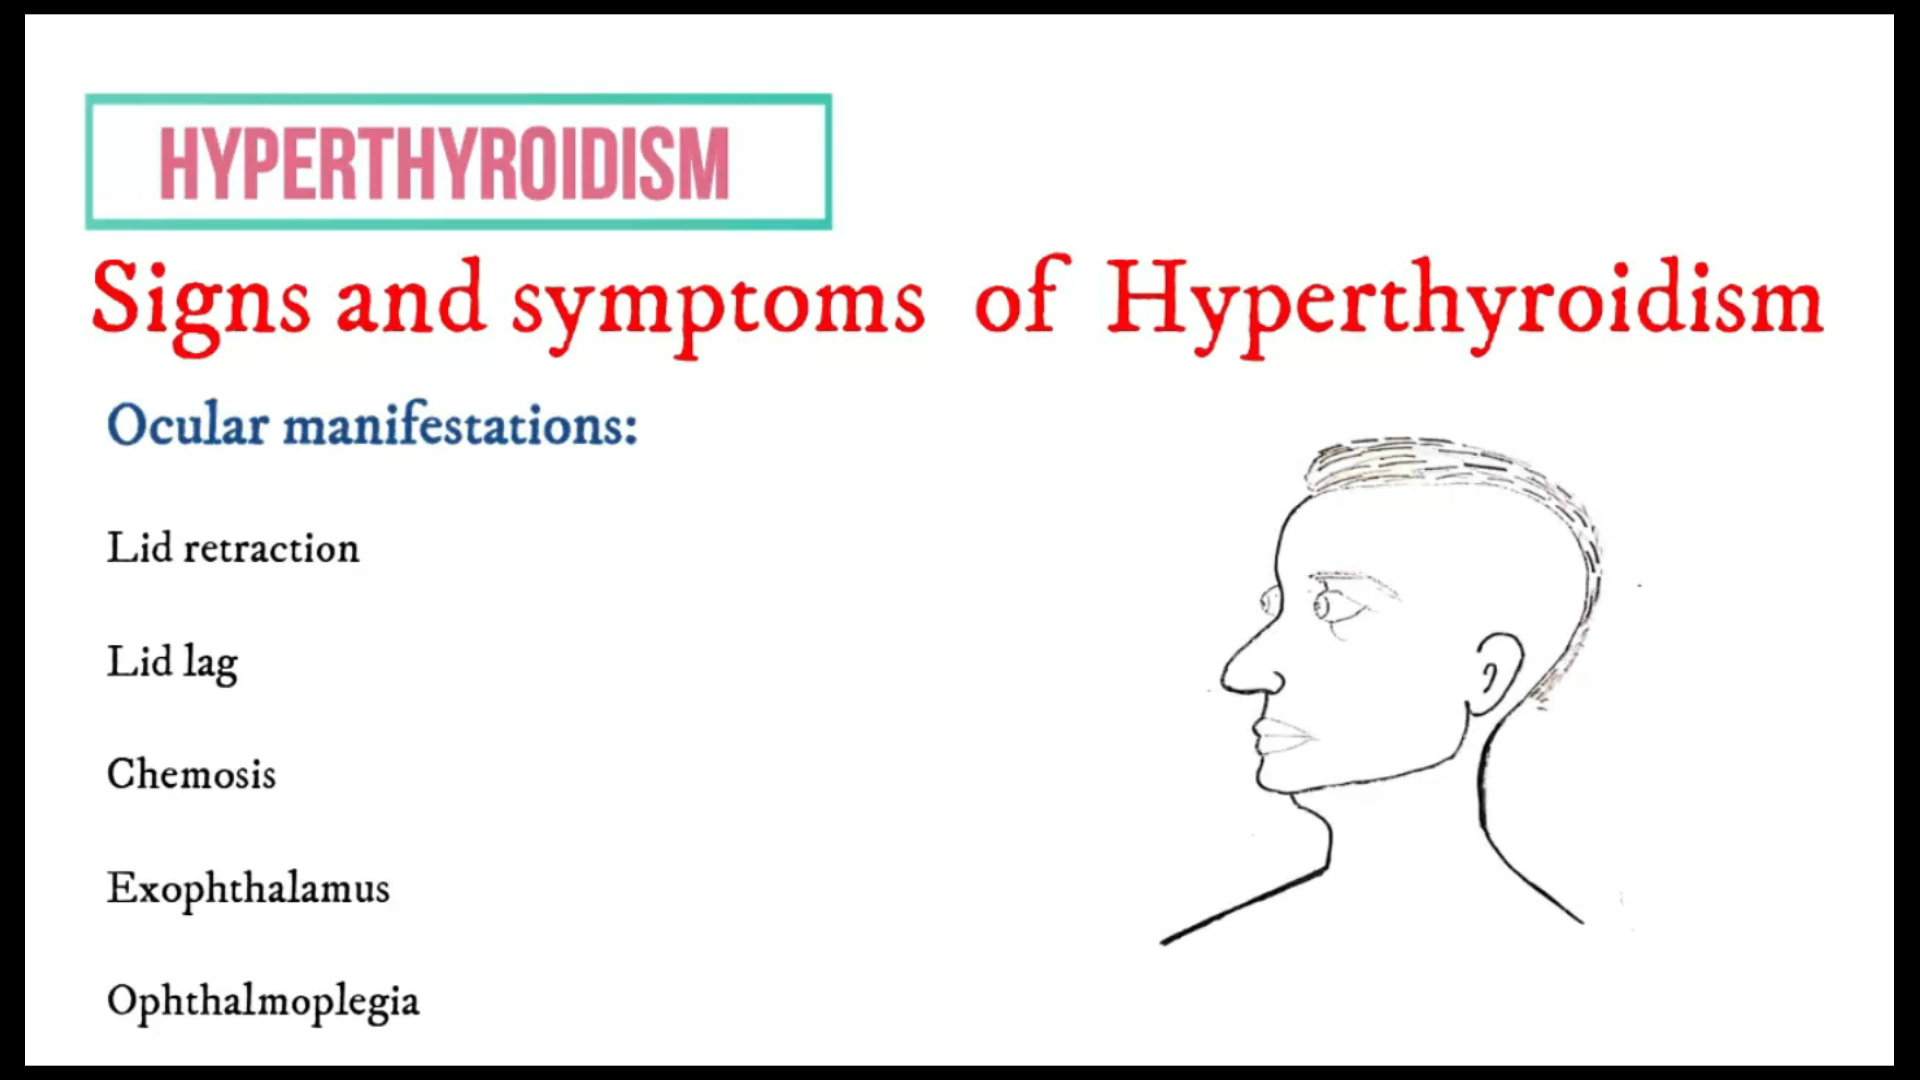 HYPERTHYROIDISM
Signs and symptoms of Hyperthyroidism
Ocular manifestations:
Lid retraction
Lid lag
Chemosis
Exophthalamus
Ophthalmoplegia